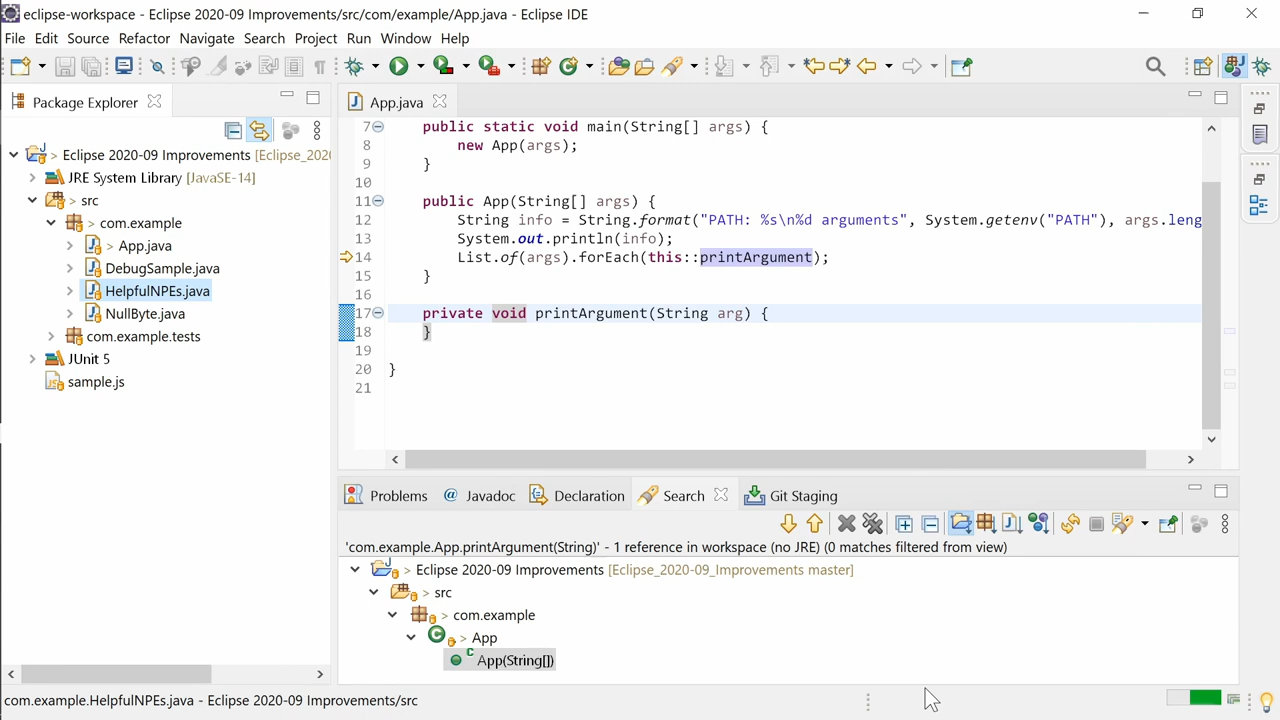 eclipse-workspace - Eclipse 2020-09 Improvements/src/com/example/App.java - Eclipse IDE
File Edit Source Refactor Navigate Search Project Run Window Help
Package Explorer
Eclipse 2020-09 Improvements [Eclipse_202
JRE System Library [JavaSE-14]
> src
> com.example
> App.java
DebugSample.java
HelpfulNPEs.java
NullByte.java
com.example.tests
JUnit 5
sample.js
App.java
7 public static void main(String[] args) {
8 new App(args);
9 }
10
11 public App(String[] args) {
12 String info = String.format("PATH: %s\n%d arguments", System.getenv("PATH"), args.leng
13 System.out.println(info);
14 List.of(args).forEach(this::printArgument);
15 }
16
17 private void printArgument(String arg) {
18 }
19
20 }
21
Problems @ Javadoc Declaration Search Git Staging
'com.example.App.printArgument(String)' - 1 reference in workspace (no JRE) (0 matches filtered from view)
> Eclipse 2020-09 Improvements [Eclipse_2020-09_Improvements master]
> src
> com.example
> App
App(String[])
com.example.HelpfulNPEs.java - Eclipse 2020-09 Improvements/src